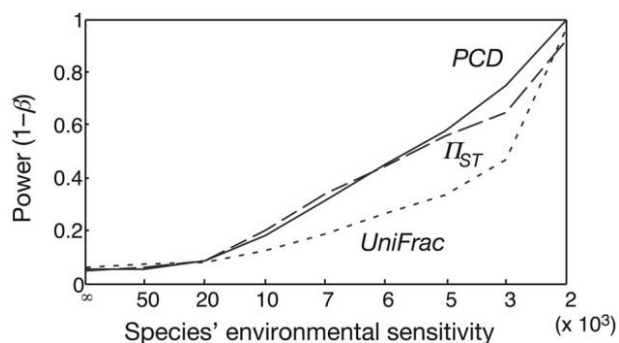 1
0.8
0.6
0.4
0.2
0
Power (1−β)
PCD
Π_ST
UniFrac
∞ 50 20 10 7 6 5 3 2
(x 10³)
Species' environmental sensitivity